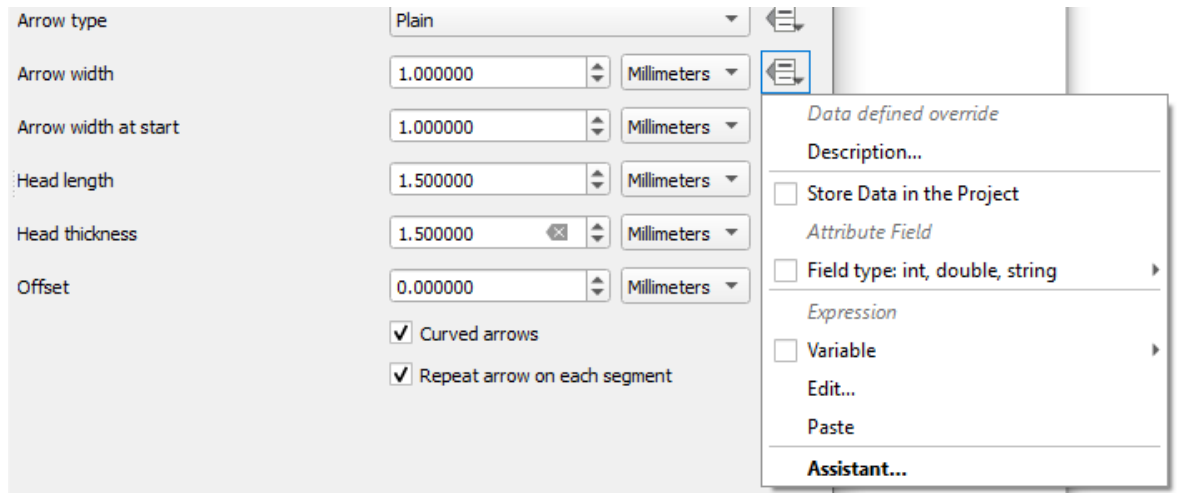 Arrow type Plain
Arrow width 1.000000 Millimeters
Arrow width at start 1.000000 Millimeters
Head length 1.500000 Millimeters
Head thickness 1.500000 Millimeters
Offset 0.000000 Millimeters
Curved arrows
Repeat arrow on each segment
Data defined override
Description...
Store Data in the Project
Attribute Field
Field type: int, double, string
Expression
Variable
Edit...
Paste
Assistant...